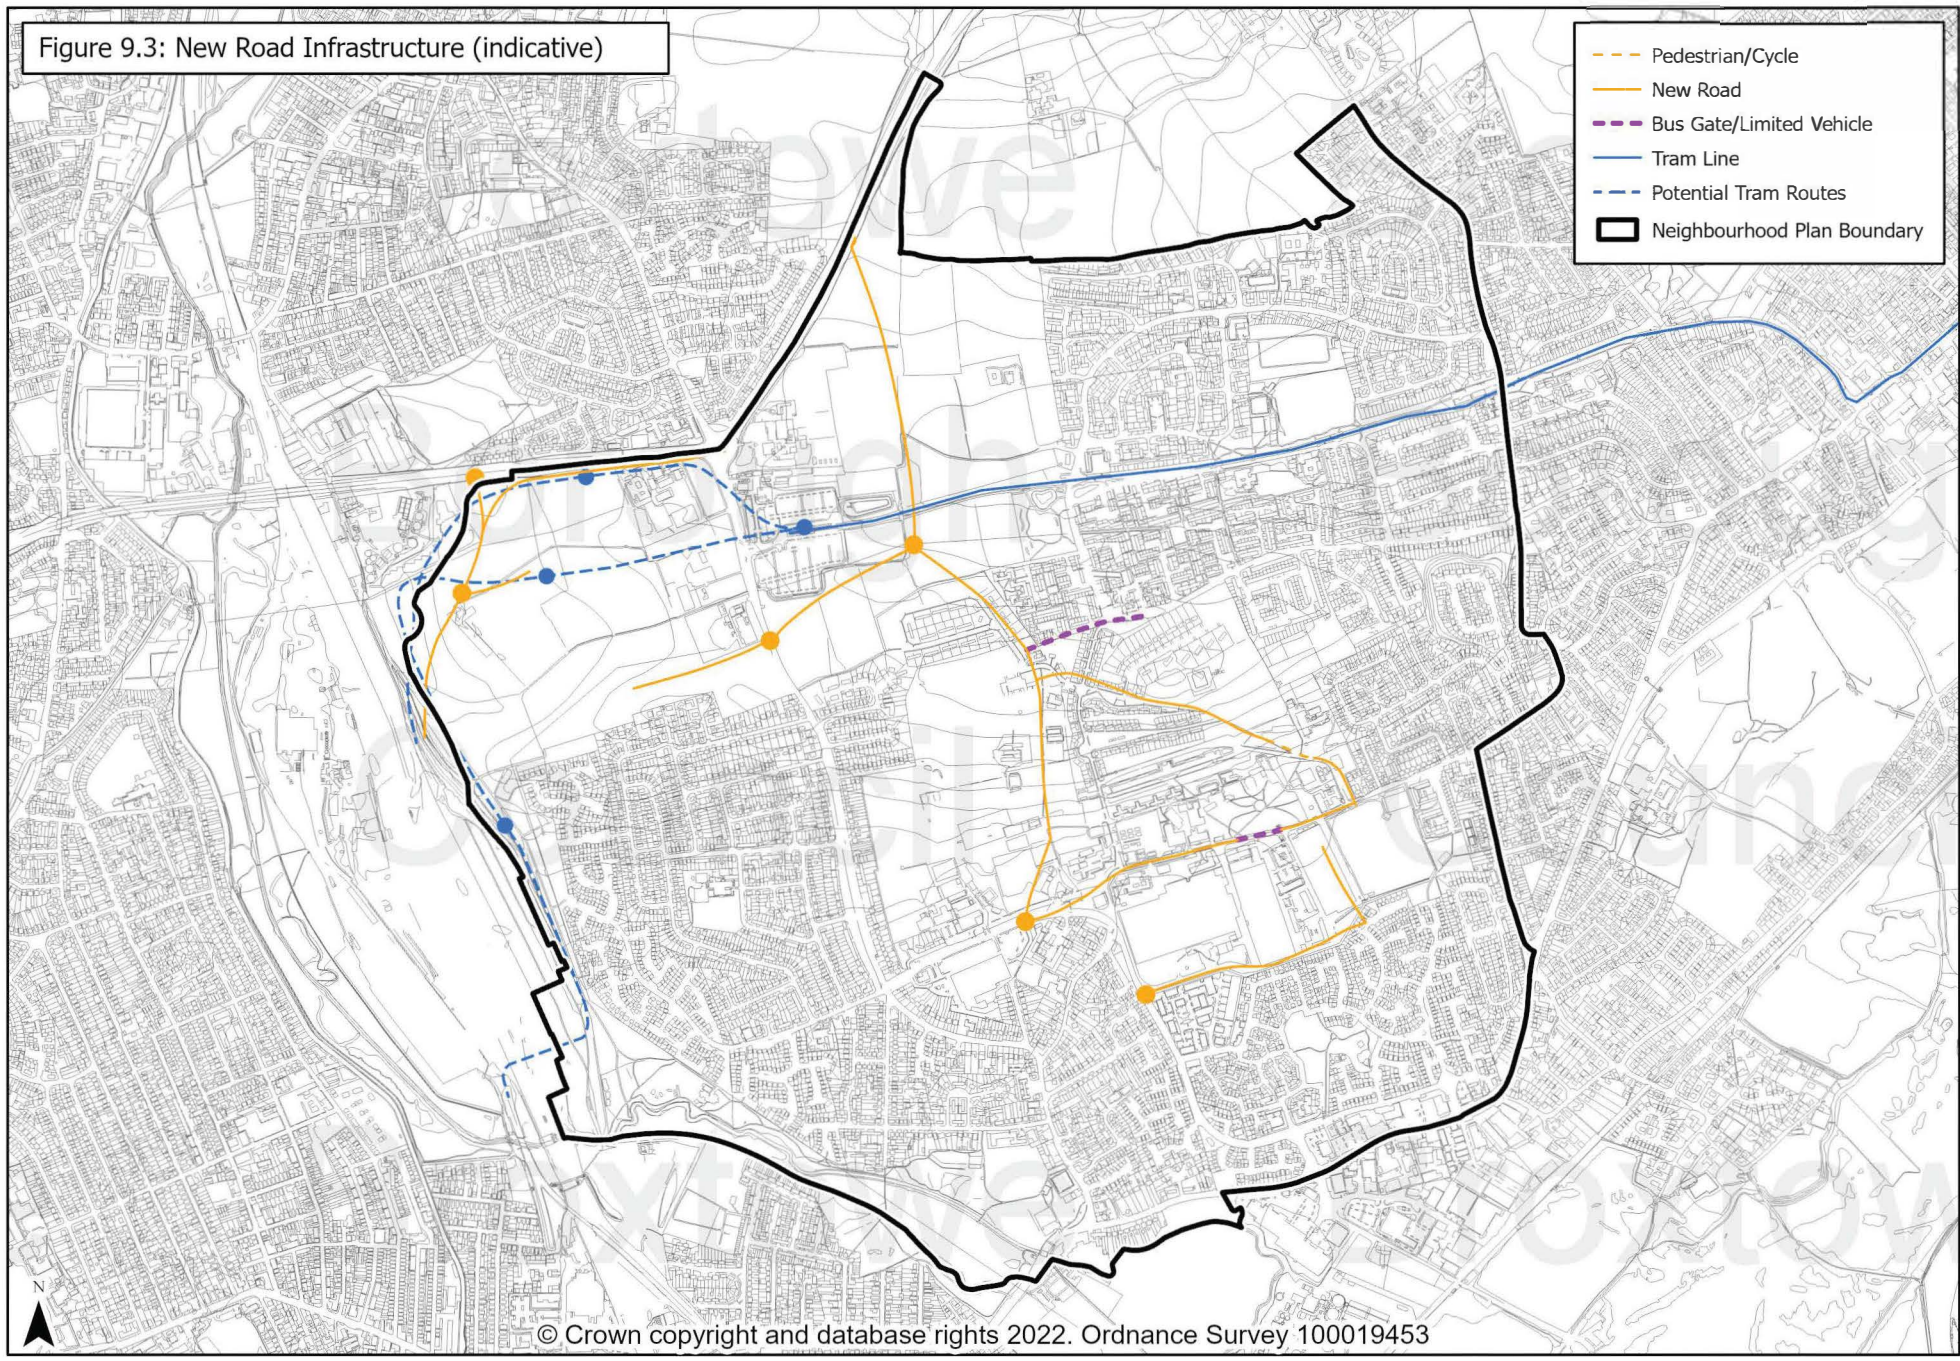 Figure 9.3: New Road Infrastructure (indicative)
Pedestrian/Cycle
New Road
Bus Gate/Limited Vehicle
Tram Line
Potential Tram Routes
Neighbourhood Plan Boundary
N
© Crown copyright and database rights 2022. Ordnance Survey 100019453